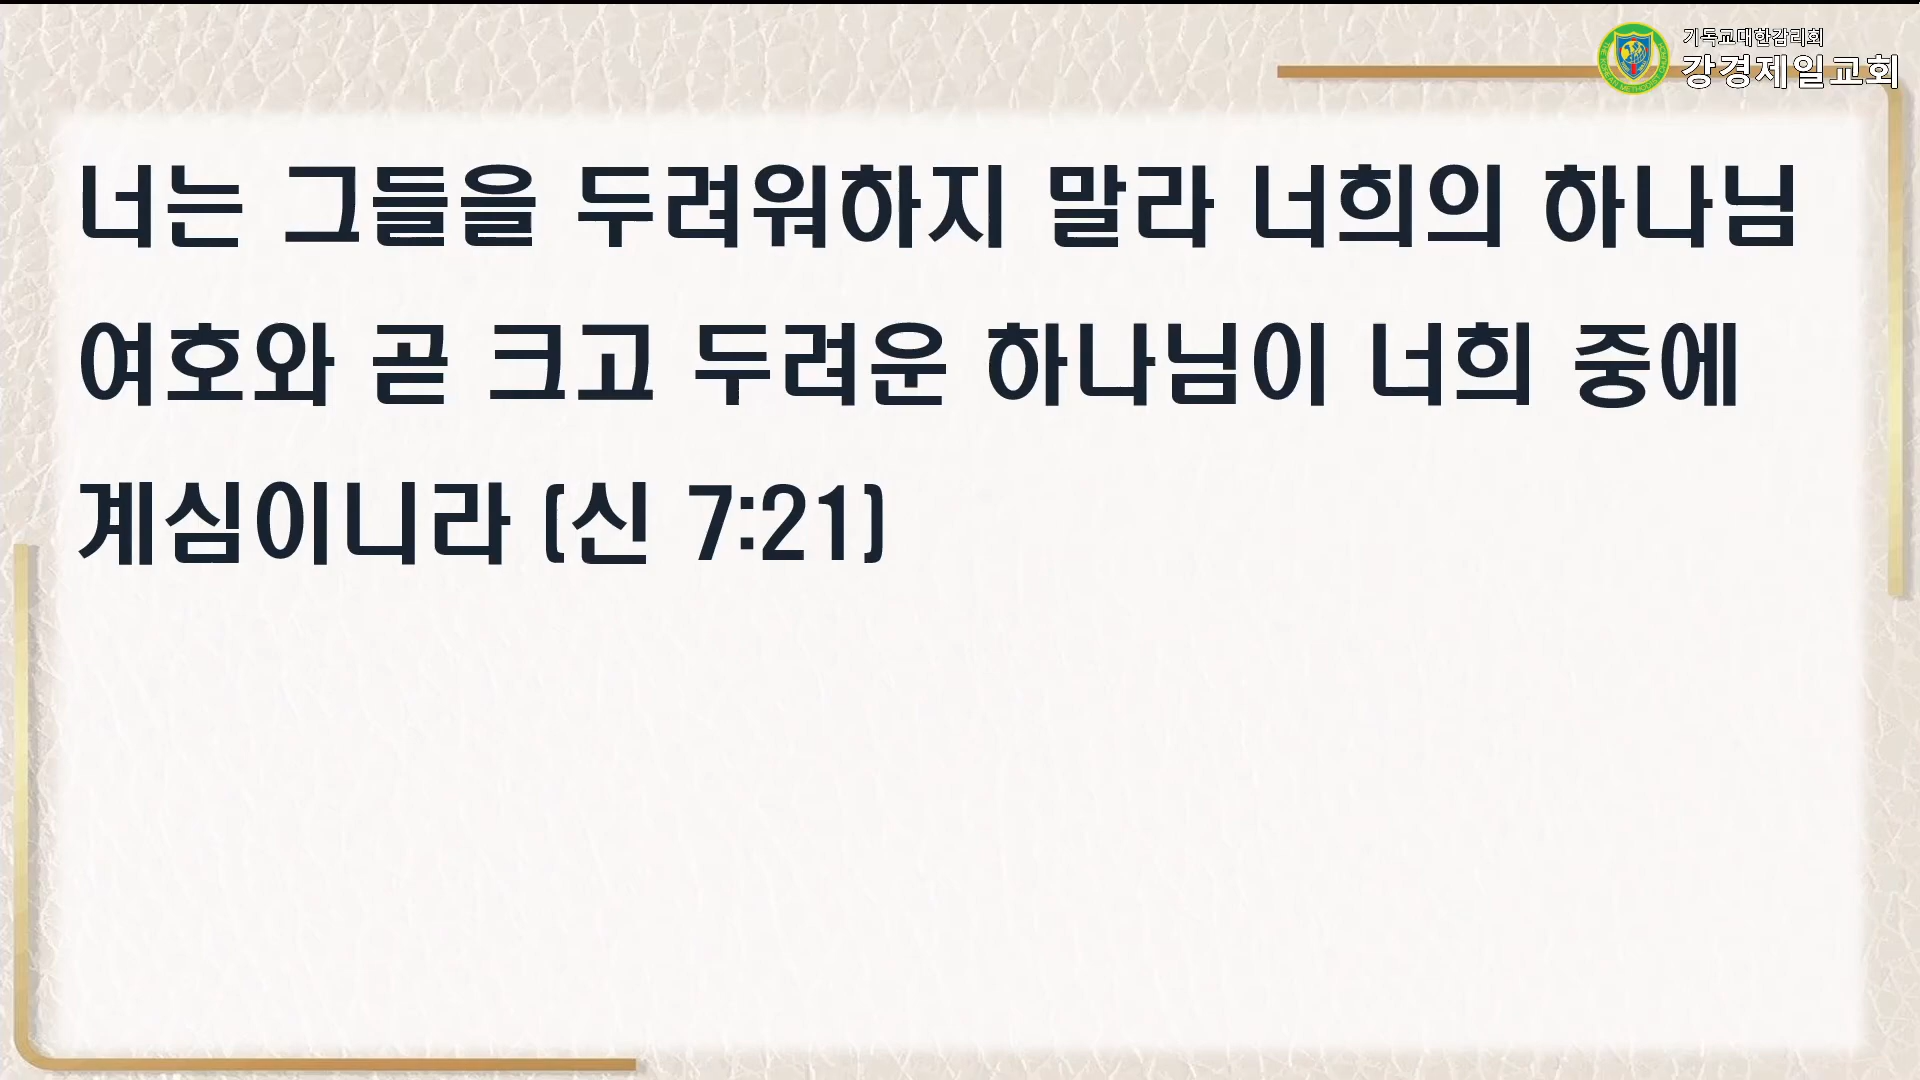 기독교대한감리회
강경제일교회
너는 그들을 두려워하지 말라 너희의 하나님
여호와 곧 크고 두려운 하나님이 너희 중에
계심이니라 (신 7:21)